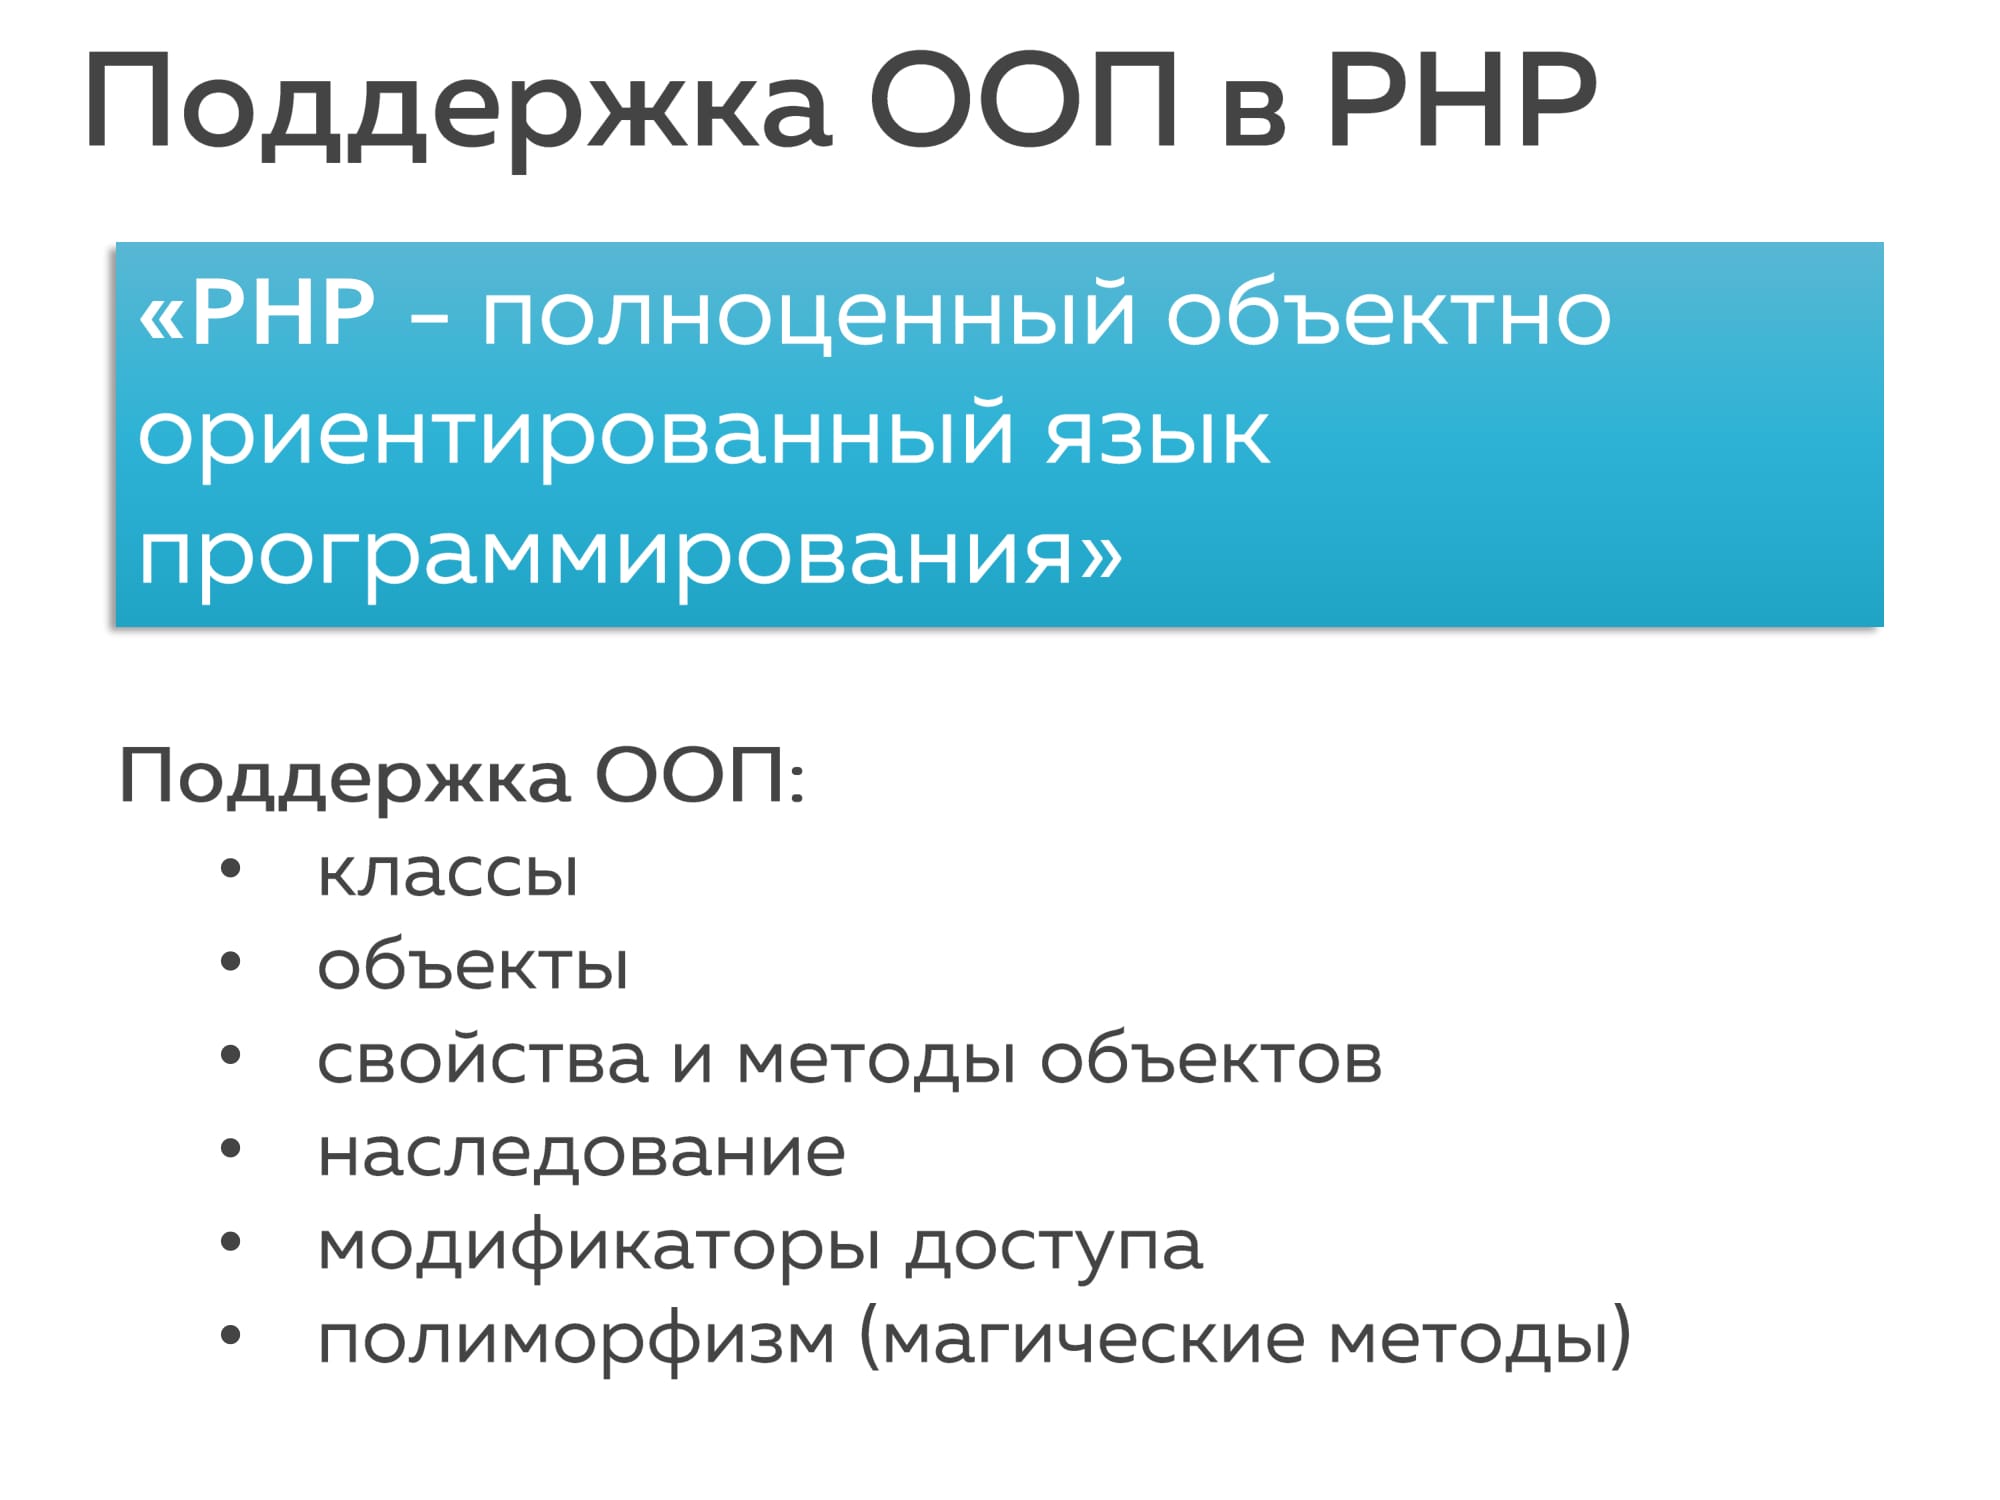 Поддержка ООП в PHP
«PHP – полноценный объектно
ориентированный язык
программирования»
Поддержка ООП:
• классы
• объекты
• свойства и методы объектов
• наследование
• модификаторы доступа
• полиморфизм (магические методы)